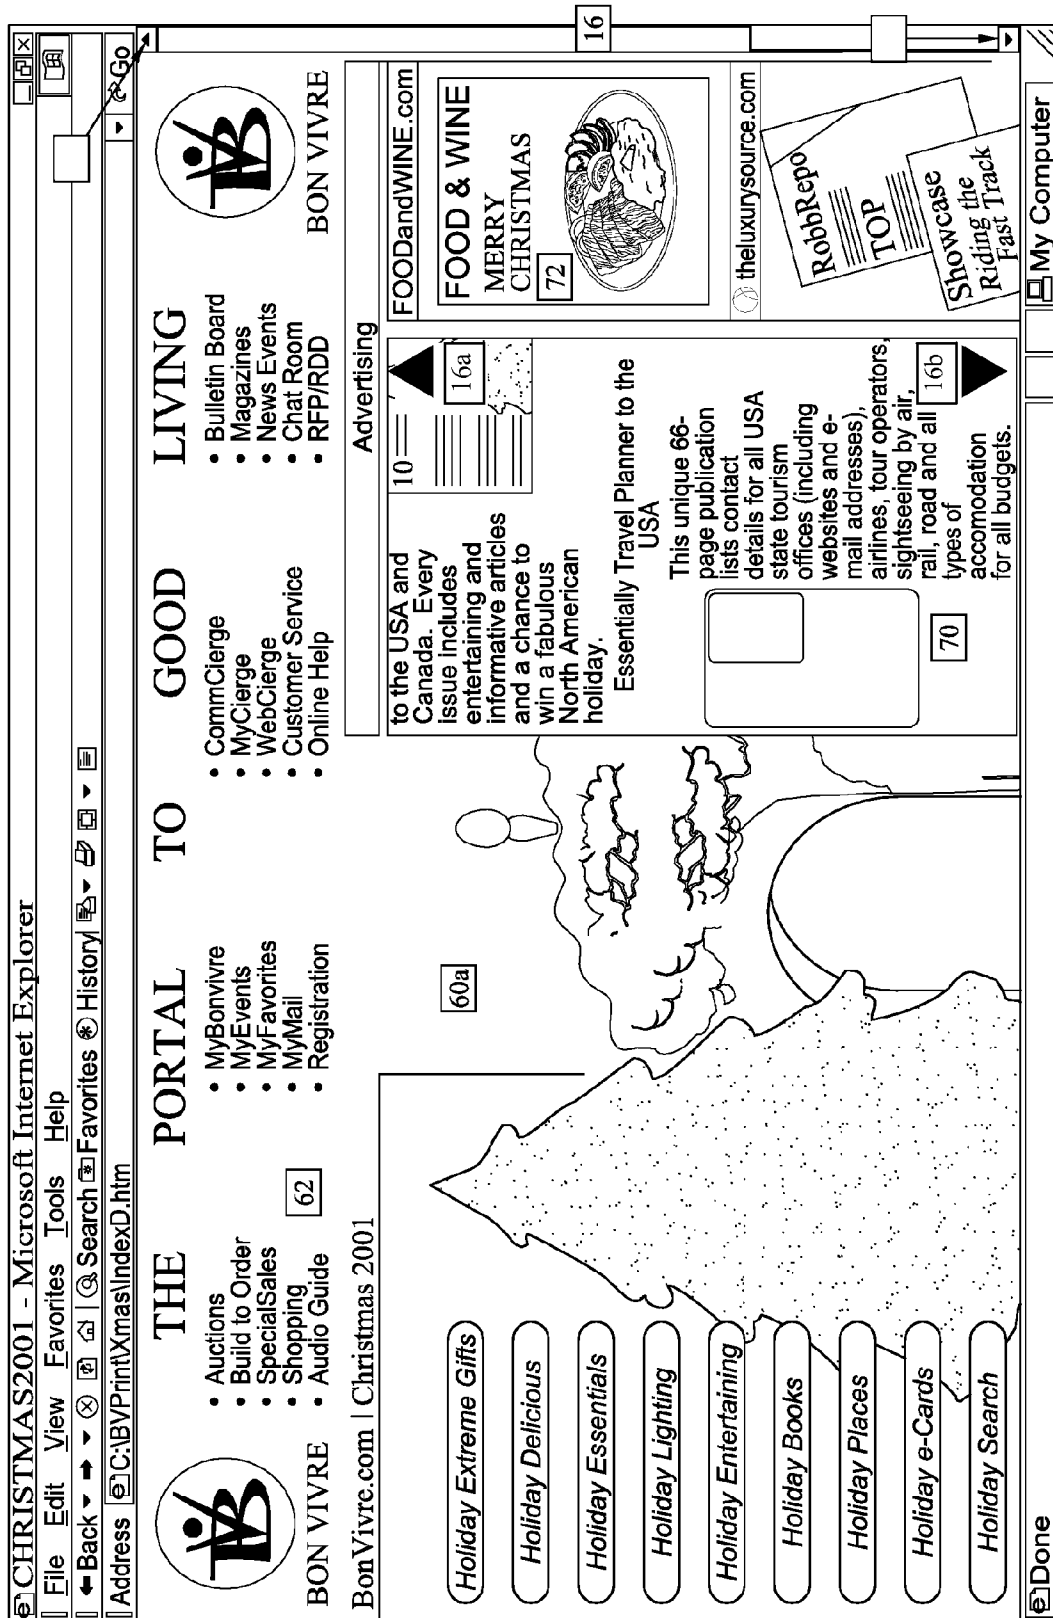 CHRISTMAS2001 - Microsoft Internet Explorer
File Edit View Favorites Tools Help
Back Search Favorites History
Address C:\BVPrint\Xmas\IndexD.htm Go
THE PORTAL TO GOOD LIVING
BV
BON VIVRE
• Auctions
• Build to Order
• SpecialSales
• Shopping
• Audio Guide
62
• MyBonvivre
• MyEvents
• MyFavorites
• MyMail
• Registration
• CommCierge
• MyCierge
• WebCierge
• Customer Service
• Online Help
• Bulletin Board
• Magazines
• News Events
• Chat Room
• RFP/RDD
BV
BON VIVRE
BonVivre.com | Christmas 2001
Advertising
Holiday Extreme Gifts
Holiday Delicious
Holiday Essentials
Holiday Lighting
Holiday Entertaining
Holiday Books
Holiday Places
Holiday e-Cards
Holiday Search
60a
to the USA and
Canada. Every
issue includes
entertaining and
informative articles
and a chance to
win a fabulous
North American
holiday.
10
16a
Essentially Travel Planner to the
USA
This unique 66-
page publication
lists contact
details for all USA
state tourism
offices (including
websites and e-
mail addresses),
airlines, tour operators,
sightseeing by air,
rail, road and all
types of
accomodation
for all budgets.
70
16b
FOODandWINE.com
FOOD & WINE
MERRY
CHRISTMAS
72
theluxurysource.com
RobbRepo
TOP
Showcase
Riding the
Fast Track
16
Done
My Computer